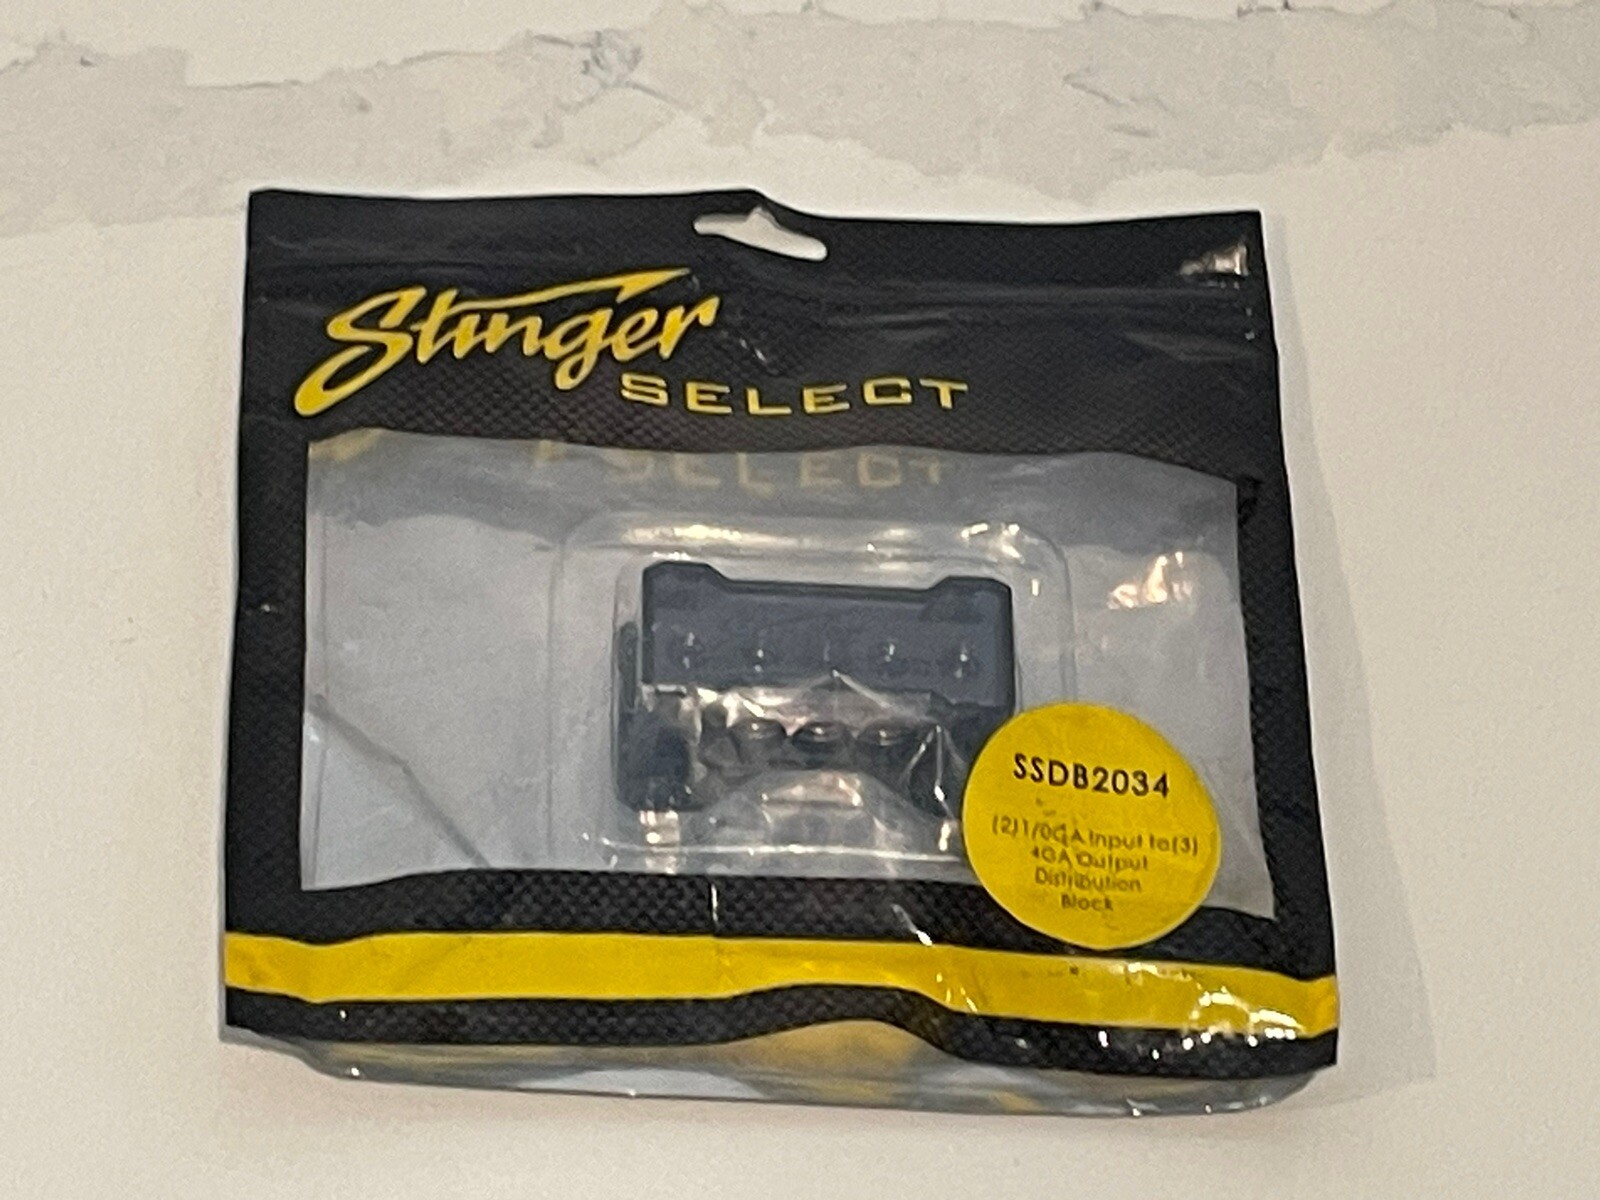 Stinger
SELECT
SELECT
SSDB2034
(2)1/0GA Input to(3)
4GA Output
Distribution
Block